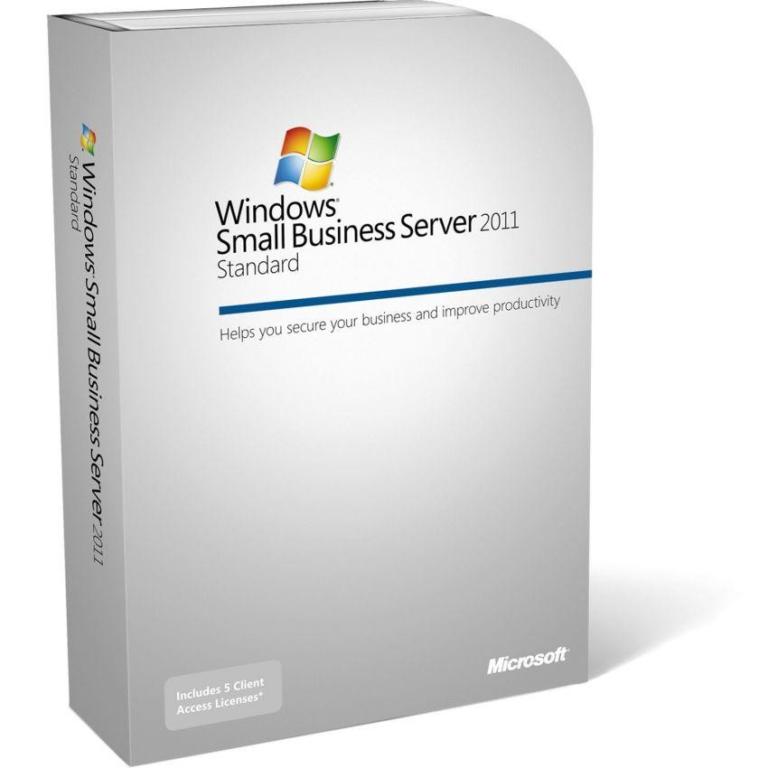 Windows®
Small Business Server 2011
Standard
Helps you secure your business and improve productivity
Windows Small Business Server 2011
Standard
Includes 5 Client
Access Licenses*
Microsoft®